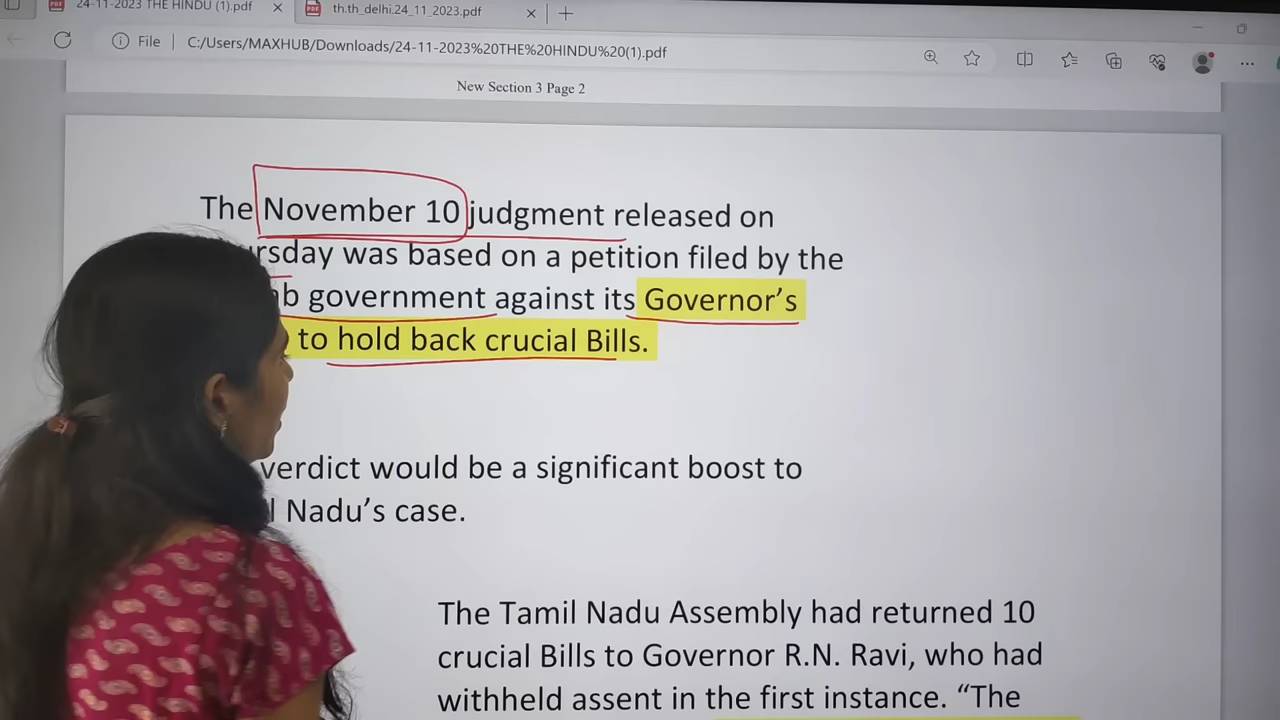 24-11-2023 THE HINDU (1).pdf
th.th_delhi.24_11_2023.pdf
File
C:/Users/MAXHUB/Downloads/24-11-2023%20THE%20HINDU%20(1).pdf
New Section 3 Page 2
The November 10 judgment released on
was based on a petition filed by the
government against its Governor's
to hold back crucial Bills.
verdict would be a significant boost to
Nadu's case.
The Tamil Nadu Assembly had returned 10
crucial Bills to Governor R.N. Ravi, who had
withheld assent in the first instance. “The